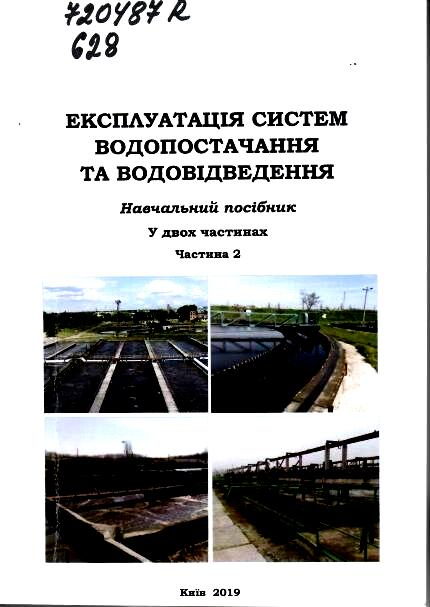 720487 R
628
ЕКСПЛУАТАЦІЯ СИСТЕМ
ВОДОПОСТАЧАННЯ
ТА ВОДОВІДВЕДЕННЯ
Навчальний посібник
У двох частинах
Частина 2
Київ 2019